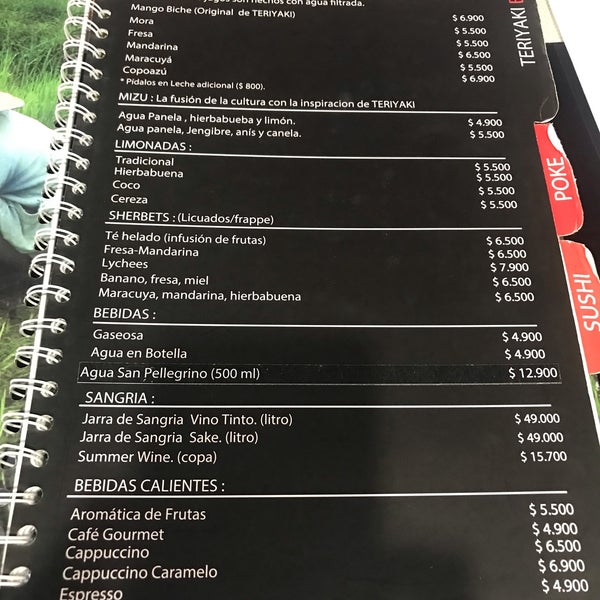 jugos son hechos con agua filtrada.
Mango Biche (Original de TERIYAKI) $ 6.900
Mora $ 5.500
Fresa $ 5.500
Mandarina $ 6.500
Maracuyá $ 5.500
Copoazú $ 6.900
* Pídalos en Leche adicional ($ 800).
MIZU : La fusión de la cultura con la inspiracion de TERIYAKI
Agua Panela , hierbabueba y limón. $ 4.900
Agua panela, Jengibre, anís y canela. $ 5.500
LIMONADAS :
Tradicional $ 5.500
Hierbabuena $ 5.500
Coco $ 5.500
Cereza $ 5.500
SHERBETS : (Licuados/frappe)
Té helado (infusión de frutas) $ 6.500
Fresa-Mandarina $ 6.500
Lychees $ 7.900
Banano, fresa, miel $ 6.500
Maracuya, mandarina, hierbabuena $ 6.500
BEBIDAS :
Gaseosa $ 4.900
Agua en Botella $ 4.900
Agua San Pellegrino (500 ml) $ 12.900
SANGRIA :
Jarra de Sangria Vino Tinto. (litro) $ 49.000
Jarra de Sangria Sake. (litro) $ 49.000
Summer Wine. (copa) $ 15.700
BEBIDAS CALIENTES :
Aromática de Frutas $ 5.500
Café Gourmet $ 4.900
Cappuccino $ 6.500
Cappuccino Caramelo $ 6.900
Espresso $ 4.900
TERIYAKI
POKE
SUSHI